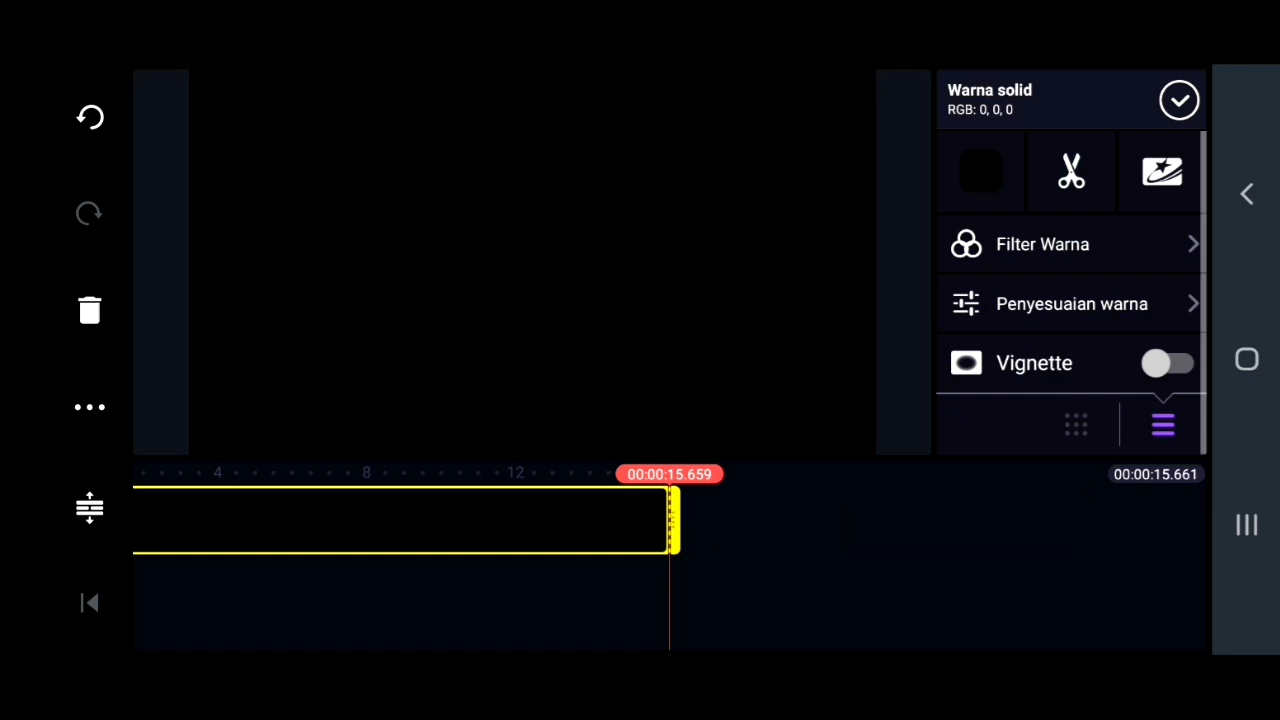 Warna solid
RGB: 0, 0, 0
Filter Warna
Penyesuaian warna
Vignette
4 8 12
00:00:15.659
00:00:15.661